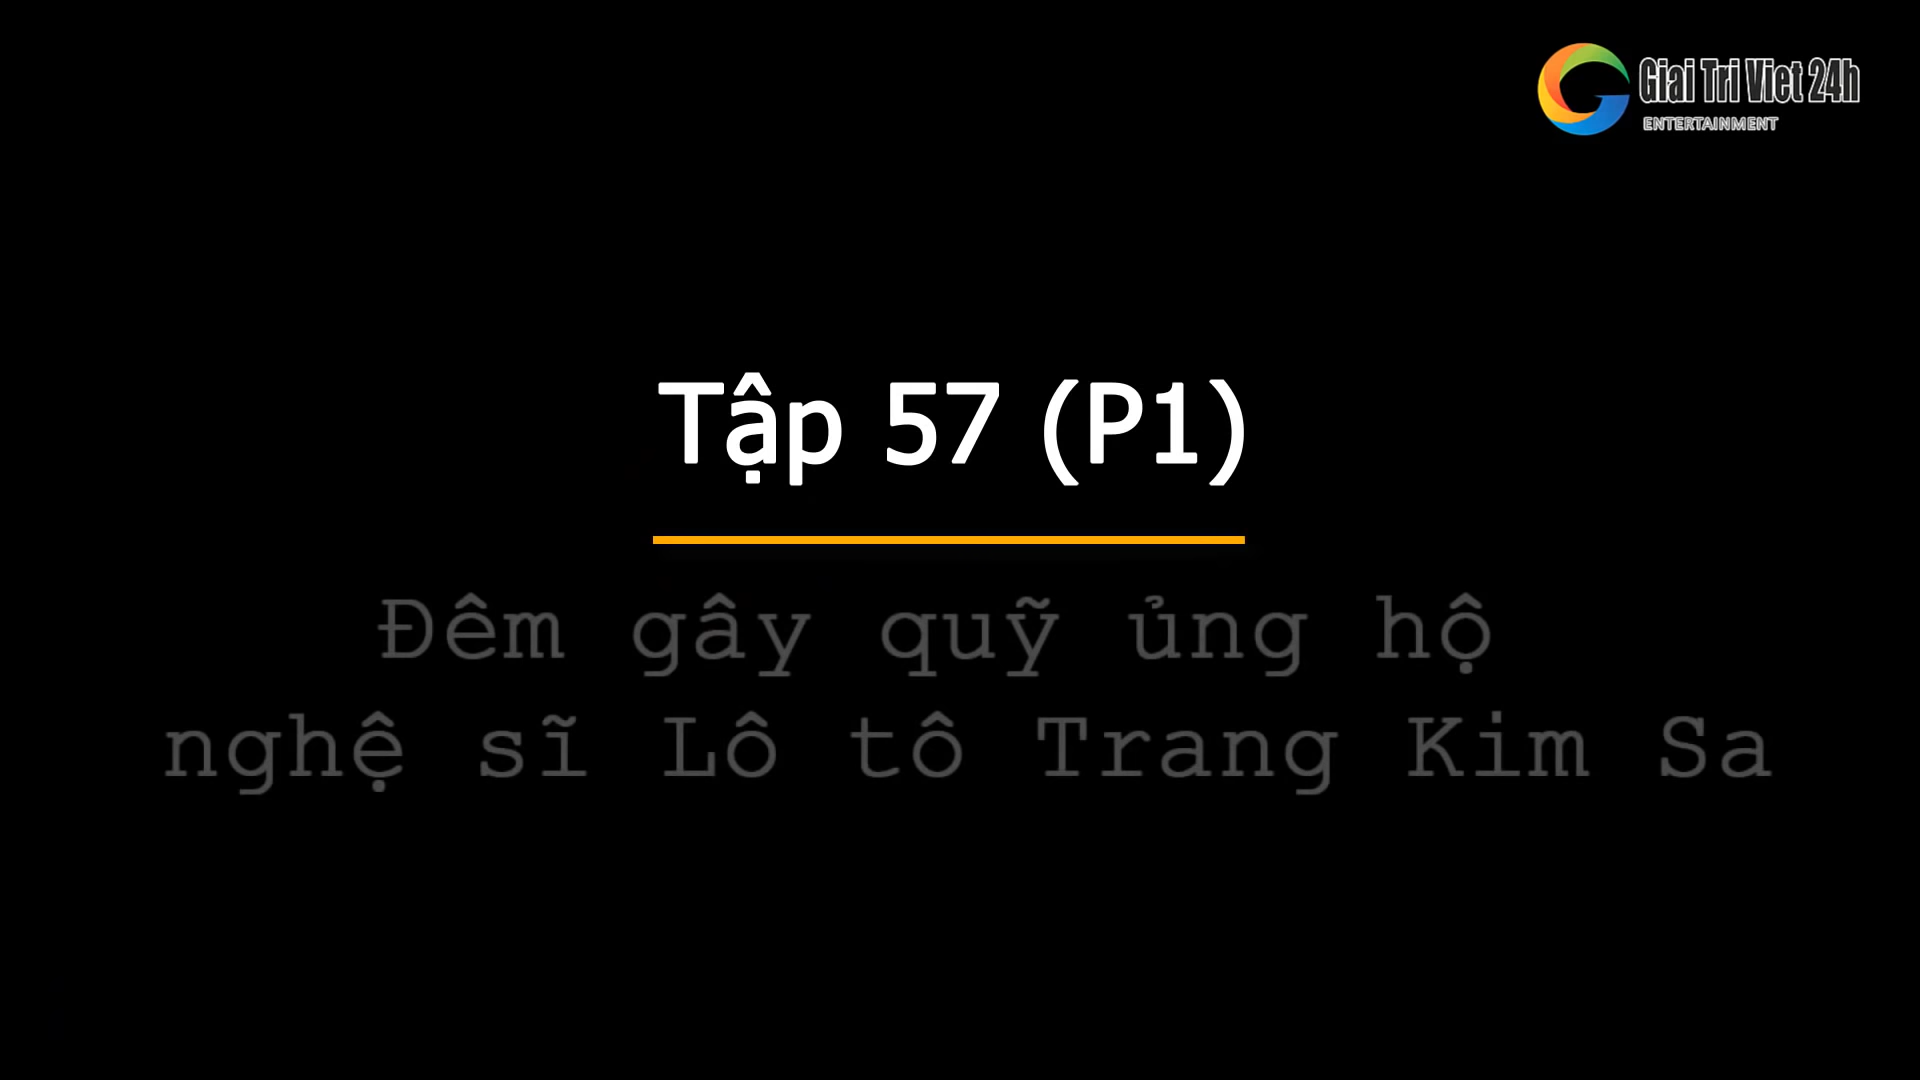 Giai Tri Viet 24h
ENTERTAINMENT
Tập 57 (P1)
Đêm gây quỹ ủng hộ
nghệ sĩ Lô tô Trang Kim Sa